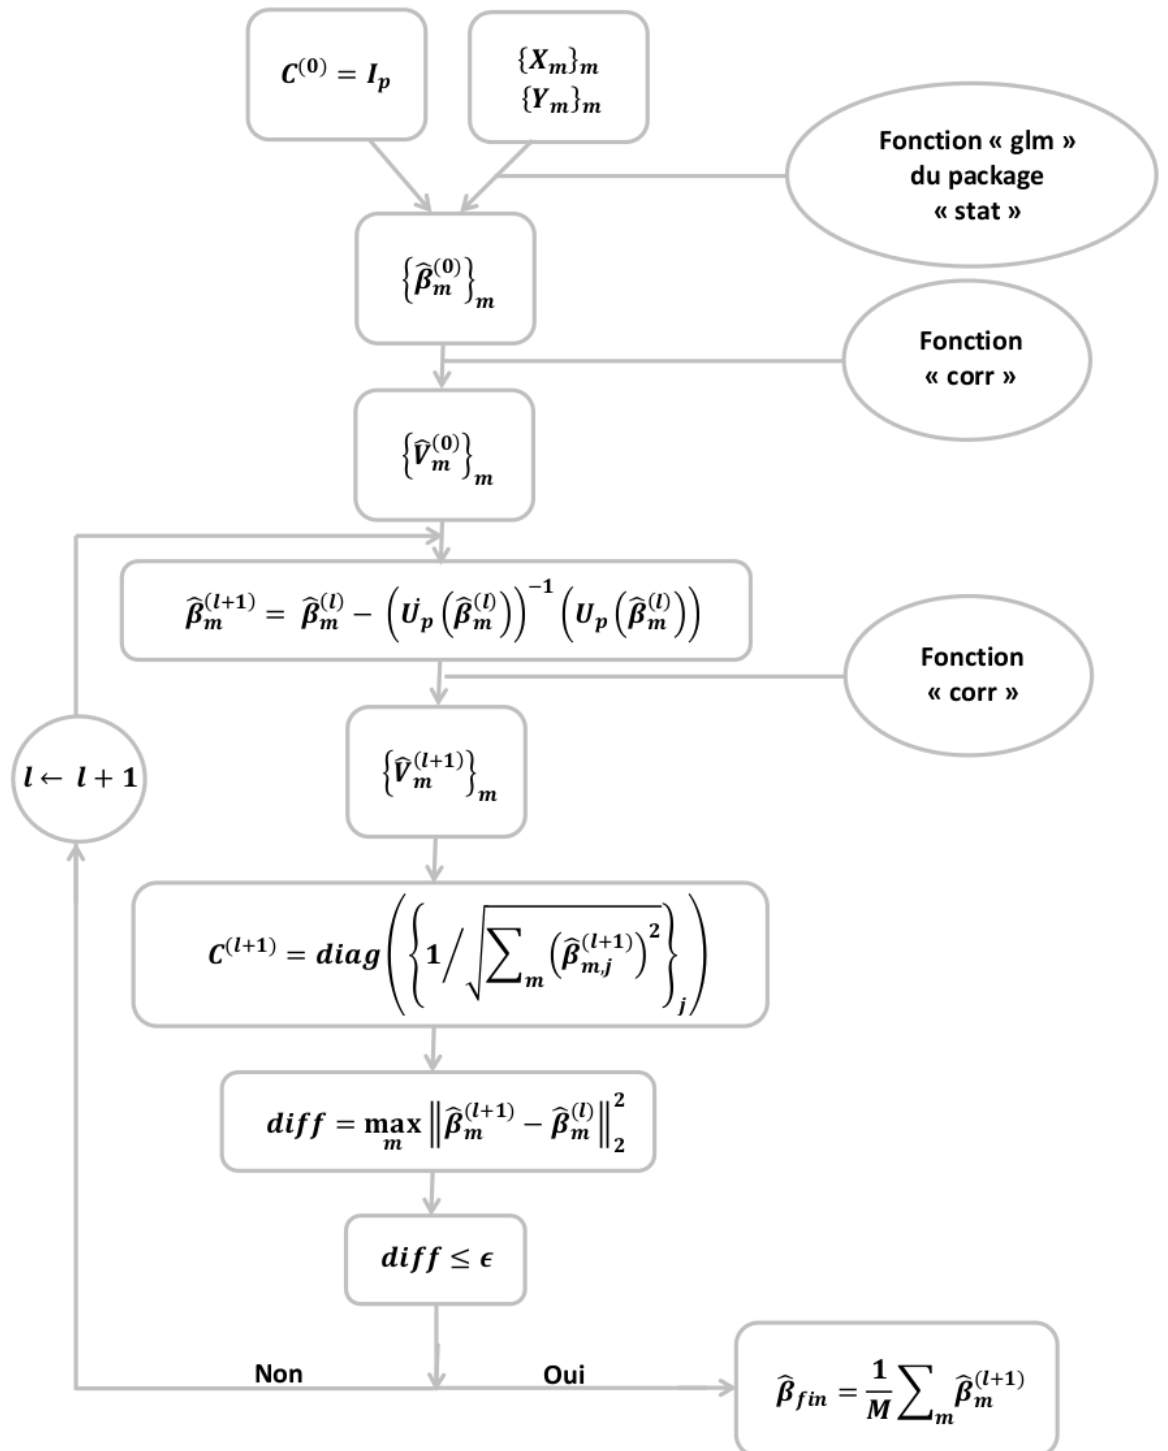 C^{(0)} = I_p
{X_m}_m
{Y_m}_m
Fonction « glm »
du package
« stat »
{β̂_m^{(0)}}_m
Fonction
« corr »
{V̂_m^{(0)}}_m
β̂_m^{(l+1)} = β̂_m^{(l)} − (U̇_p(β̂_m^{(l)}))^{−1} (U_p(β̂_m^{(l)}))
Fonction
« corr »
l ← l + 1
{V̂_m^{(l+1)}}_m
C^{(l+1)} = diag({1/√(∑_m (β̂_{m,j}^{(l+1)})^2)}_j)
diff = max_m ‖β̂_m^{(l+1)} − β̂_m^{(l)}‖_2^2
diff ≤ ϵ
Non
Oui
β̂_{fin} = \frac{1}{M} ∑_m β̂_m^{(l+1)}